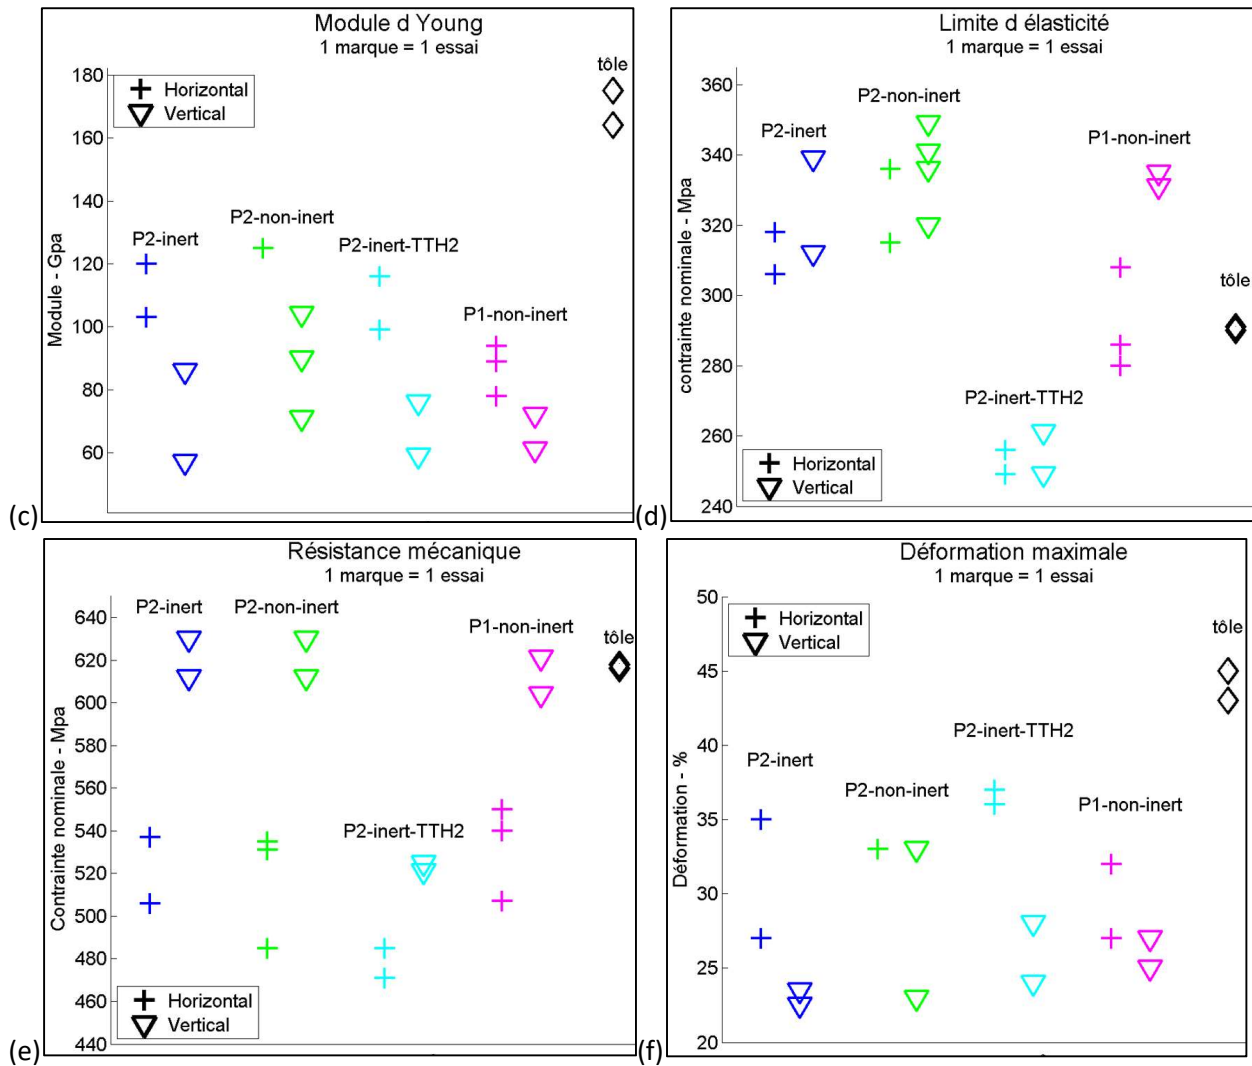 Module d Young
1 marque = 1 essai
tôle
180
160
140
120
100
80
60
Module - Gpa
Horizontal
Vertical
P2-inert
P2-non-inert
P2-inert-TTH2
P1-non-inert
(c)
Limite d élasticité
1 marque = 1 essai
360
340
320
300
280
260
240
contrainte nominale - Mpa
P2-inert
P2-non-inert
P1-non-inert
tôle
P2-inert-TTH2
Horizontal
Vertical
(d)
Résistance mécanique
1 marque = 1 essai
640
620
600
580
560
540
520
500
480
460
440
Contrainte nominale - Mpa
P2-inert
P2-non-inert
P1-non-inert
tôle
P2-inert-TTH2
Horizontal
Vertical
(e)
Déformation maximale
1 marque = 1 essai
50
45
40
35
30
25
20
Déformation - %
Horizontal
Vertical
tôle
P2-inert
P2-non-inert
P2-inert-TTH2
P1-non-inert
(f)